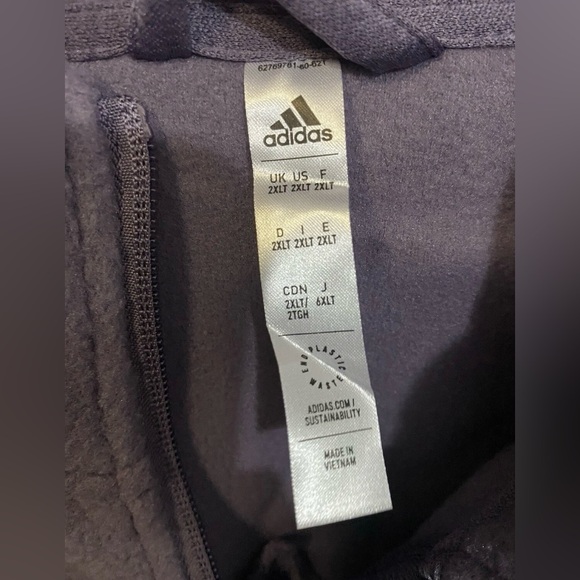 62769761-60-621
adidas
UK US F
2XLT 2XLT 2XLT
D I E
2XLT 2XLT 2XLT
CDN J
2XLT/ 6XLT
2TGH
END PLASTIC WASTE
ADIDAS.COM/
SUSTAINABILITY
MADE IN
VIETNAM